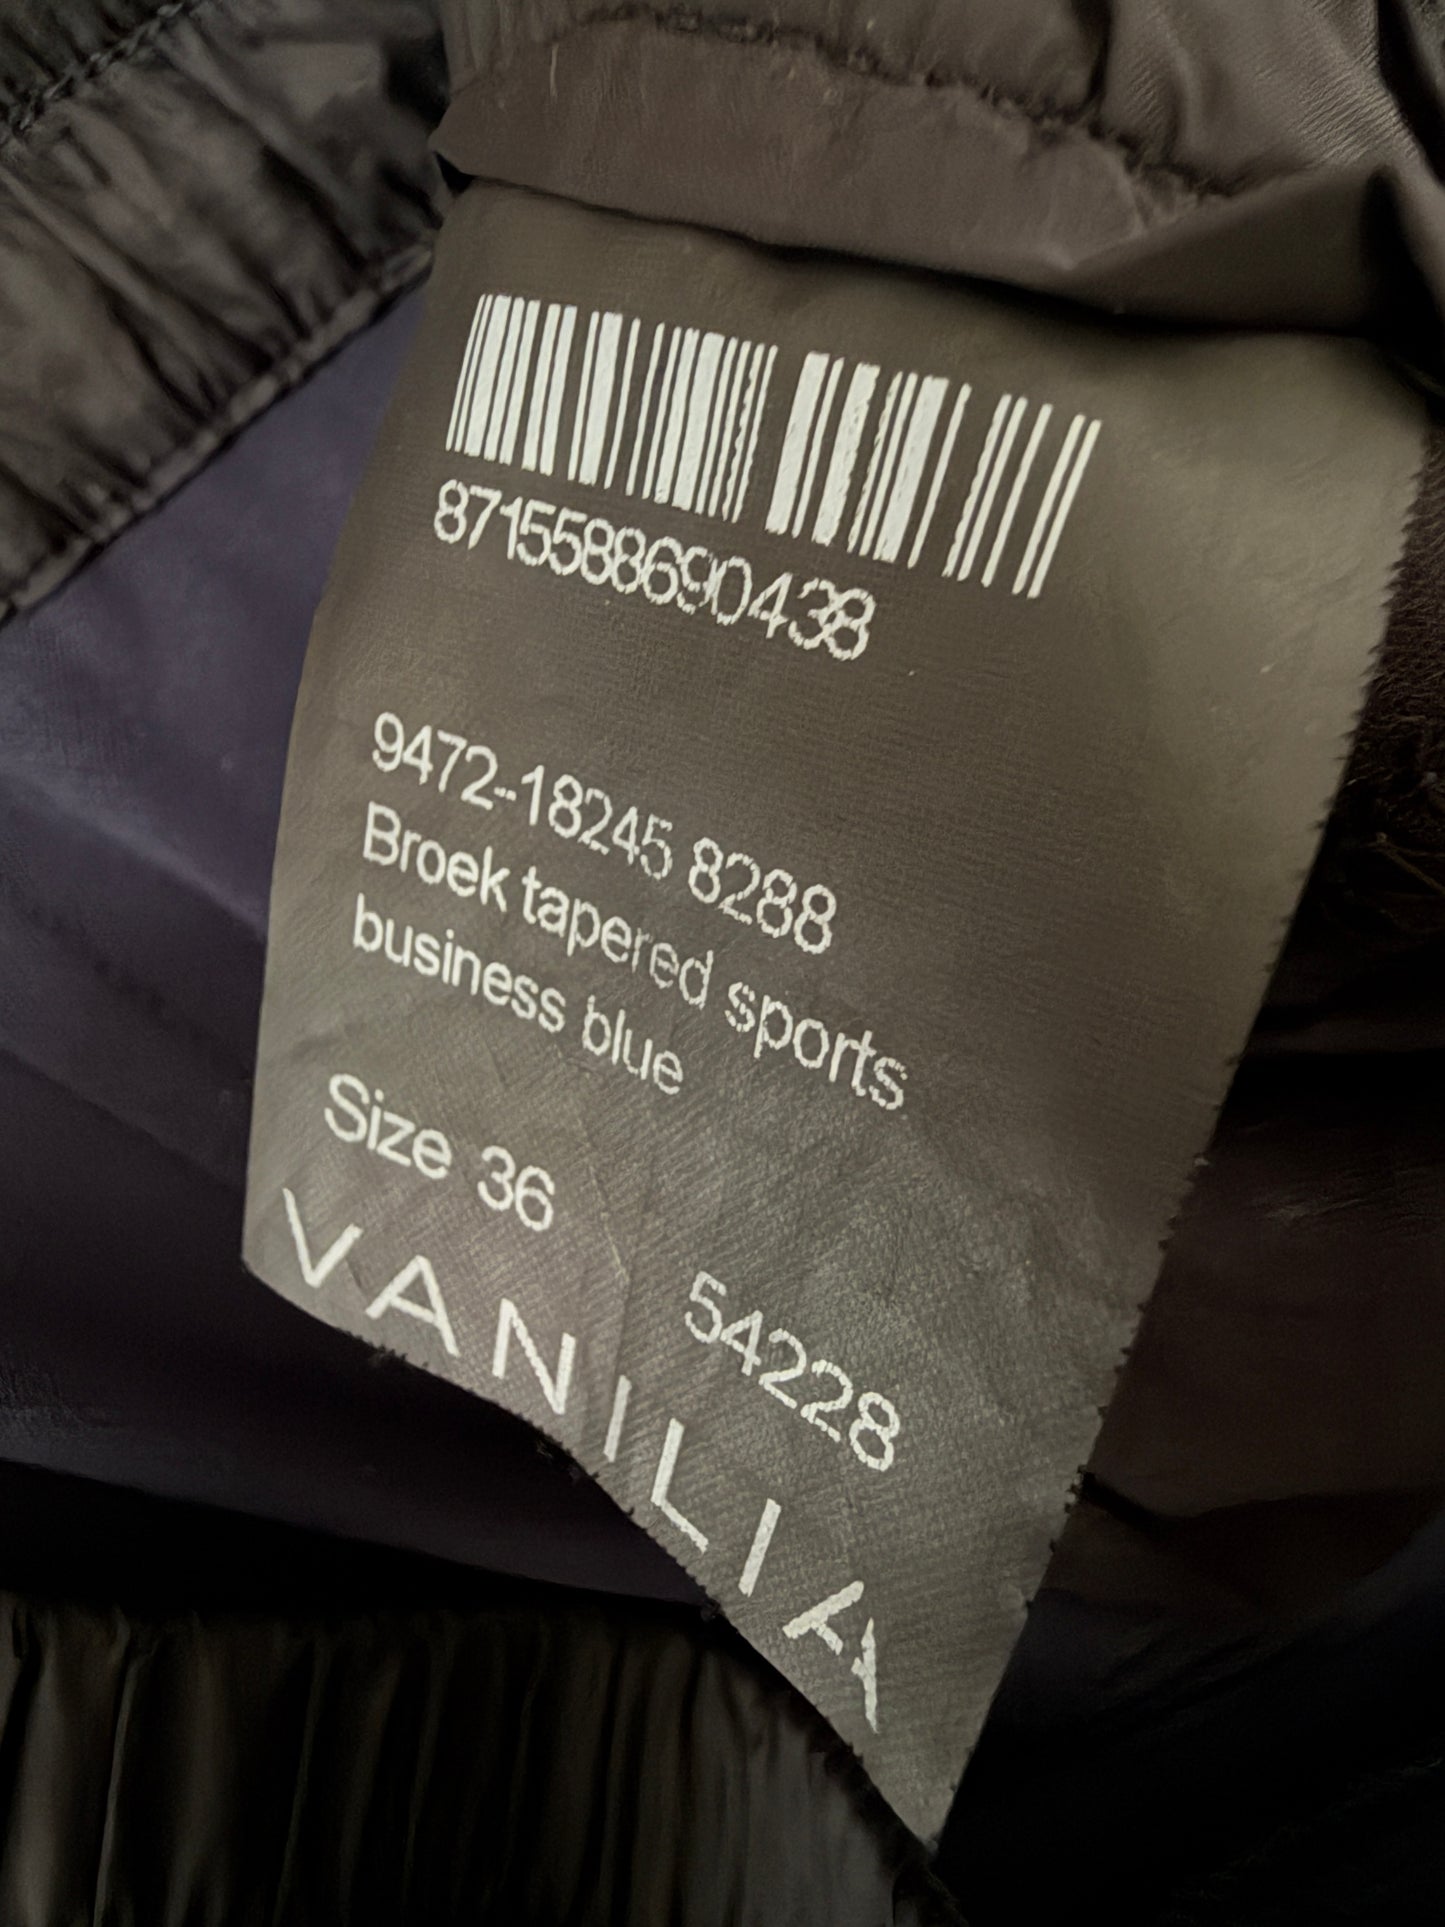 8715588690438
9472-18245 8288
Broek tapered sports
business blue
Size 36
54228
VANILIA